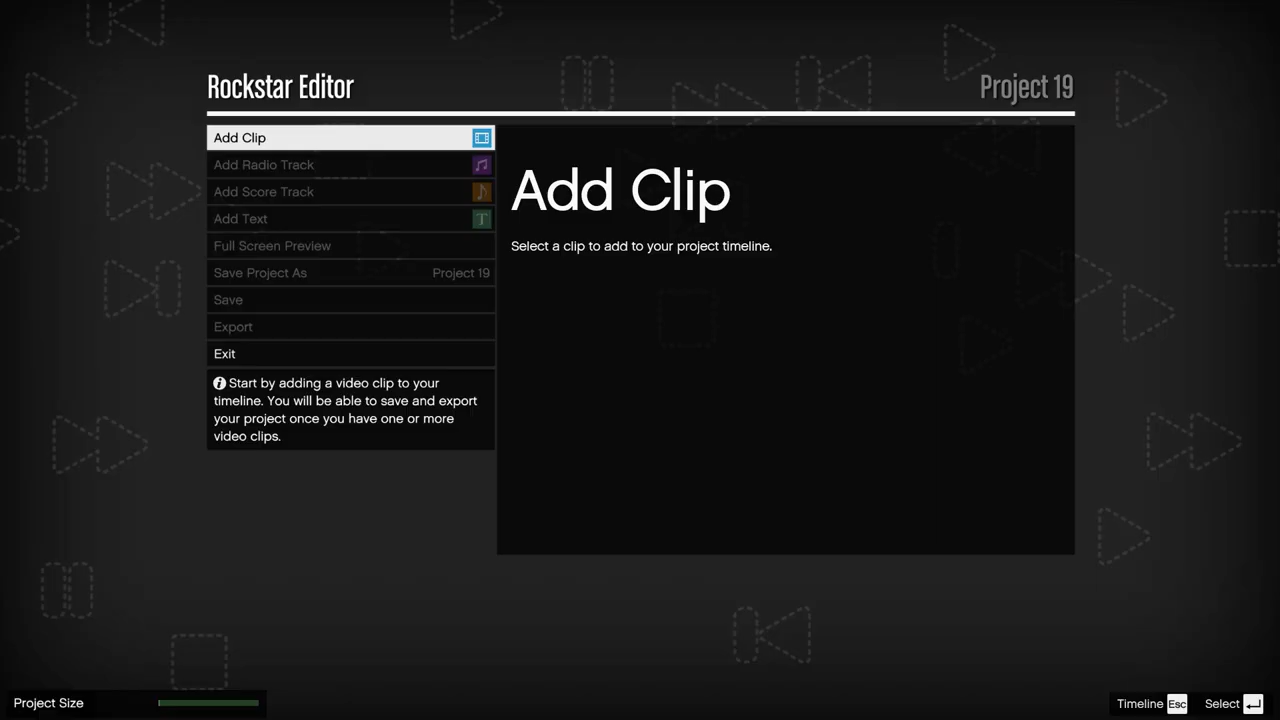 Rockstar Editor
Project 19
Add Clip
Add Radio Track
Add Score Track
Add Text
T
Full Screen Preview
Save Project As Project 19
Save
Export
Exit
Start by adding a video clip to your
timeline. You will be able to save and export
your project once you have one or more
video clips.
Add Clip
Select a clip to add to your project timeline.
Project Size
Timeline Esc Select